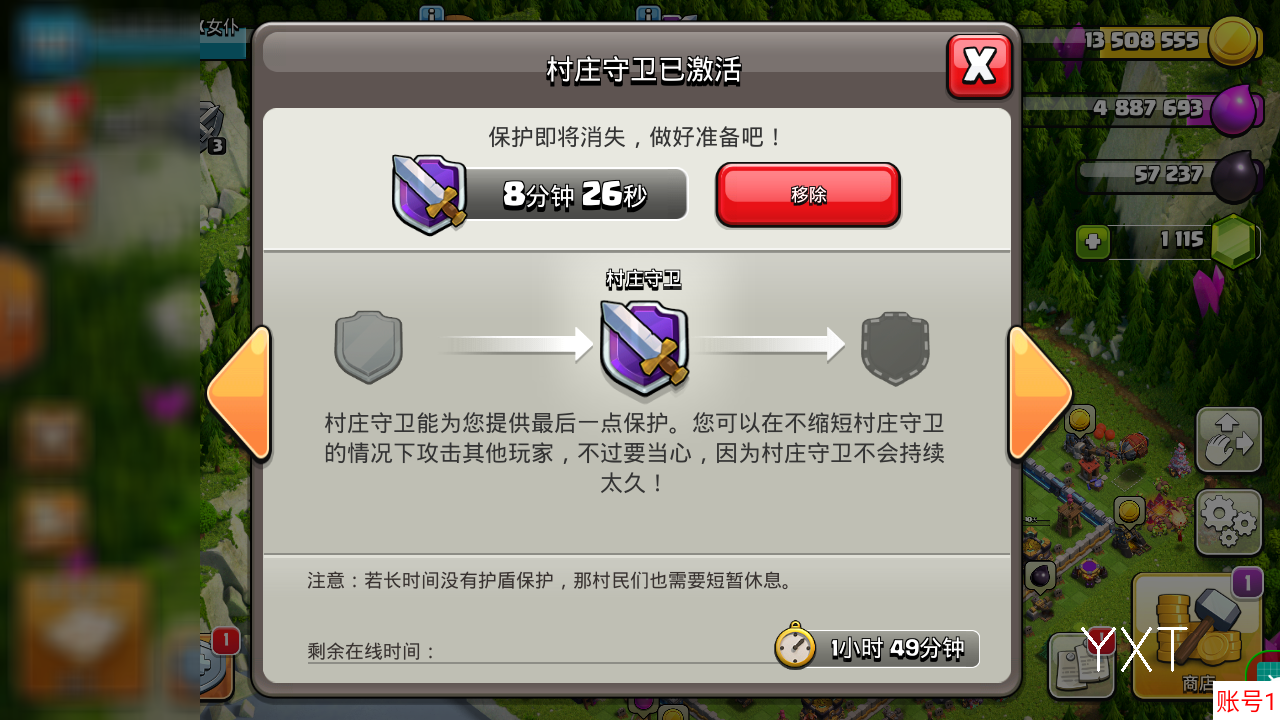 女仆
村庄守卫已激活
X
13 508 555
保护即将消失，做好准备吧！
4 887 693
3
8分钟 26秒
移除
57 237
1 115
村庄守卫
村庄守卫能为您提供最后一点保护。您可以在不缩短村庄守卫
的情况下攻击其他玩家，不过要当心，因为村庄守卫不会持续
太久！
注意：若长时间没有护盾保护，那村民们也需要短暂休息。
1
剩余在线时间：
1小时 49分钟
1
YXT
商店
账号1